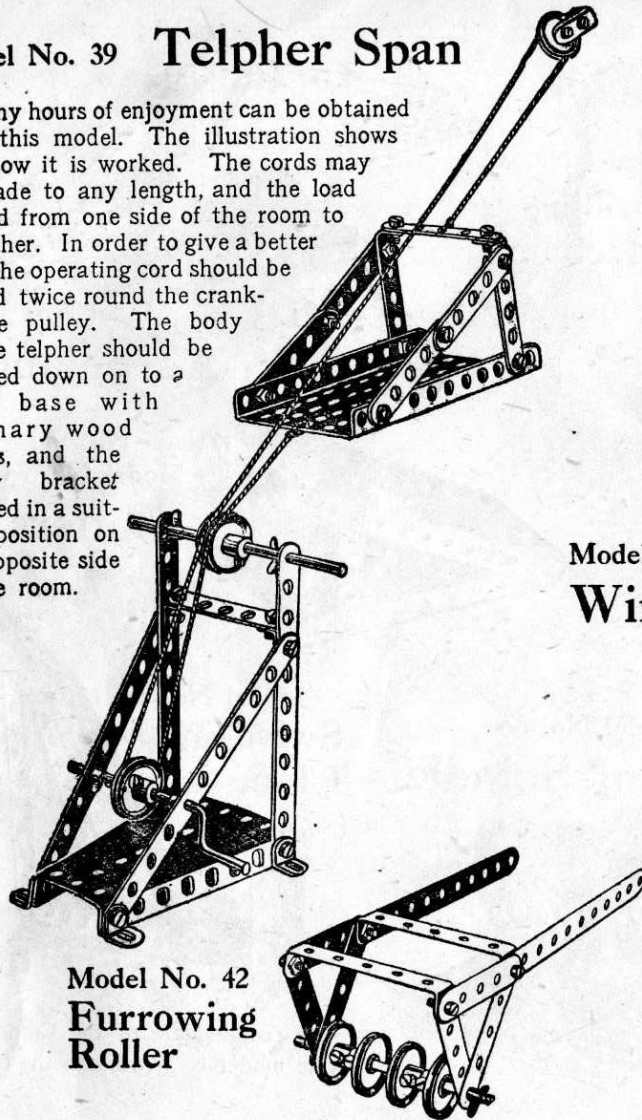 el No. 39 Telpher Span
ny hours of enjoyment can be obtained
this model. The illustration shows
ow it is worked. The cords may
ade to any length, and the load
d from one side of the room to
her. In order to give a better
he operating cord should be
d twice round the crank-
e pulley. The body
e telpher should be
ed down on to a
base with
nary wood
s, and the
bracket
ed in a suit-
position on
pposite side
e room.
Model
Wi
Model No. 42
Furrowing
Roller